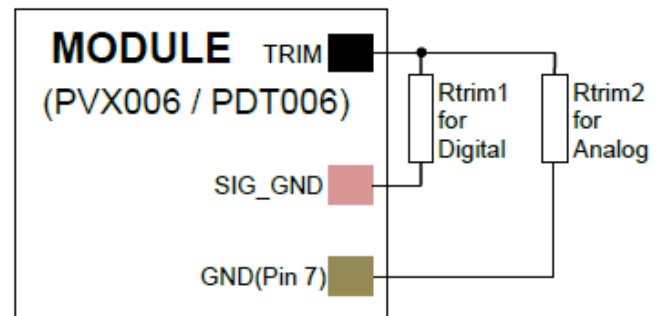 MODULE TRIM
(PVX006 / PDT006)
Rtrim1
for
Digital
Rtrim2
for
Analog
SIG_GND
GND(Pin 7)